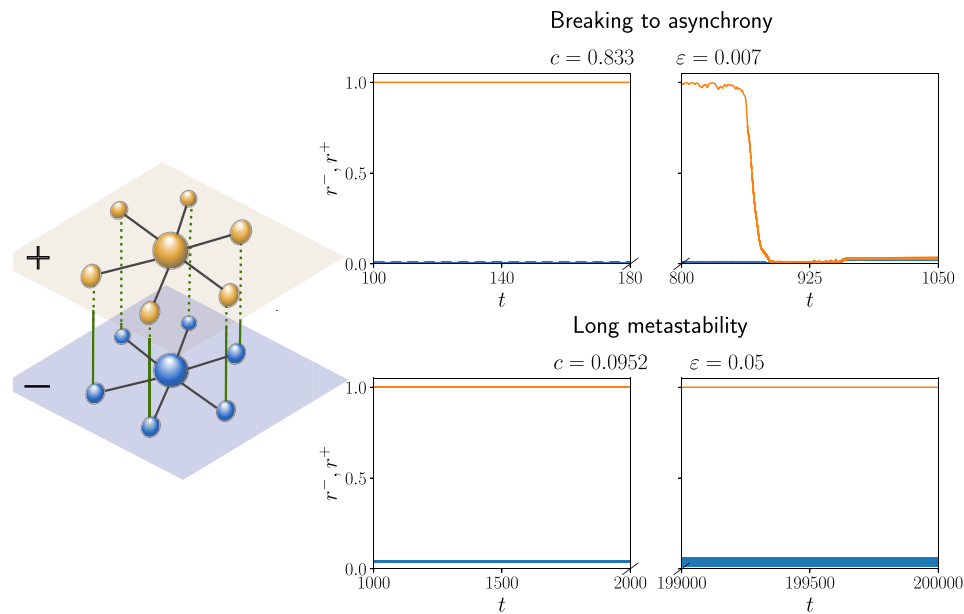 Breaking to asynchrony
c = 0.833 ε = 0.007
r⁻, r⁺
1.0
0.5
0.0
100 140 180 800 925 1050
t t
+
−
Long metastability
c = 0.0952 ε = 0.05
r⁻, r⁺
1.0
0.5
0.0
1000 1500 2000 199000 199500 200000
t t